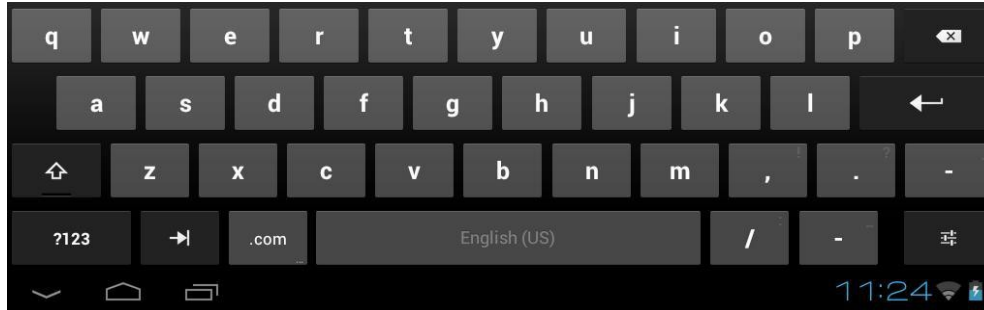 q w e r t y u i o p
a s d f g h j k l
! ?
z x c v b n m , . -
?123 .com English (US) / -
... : _
11:24